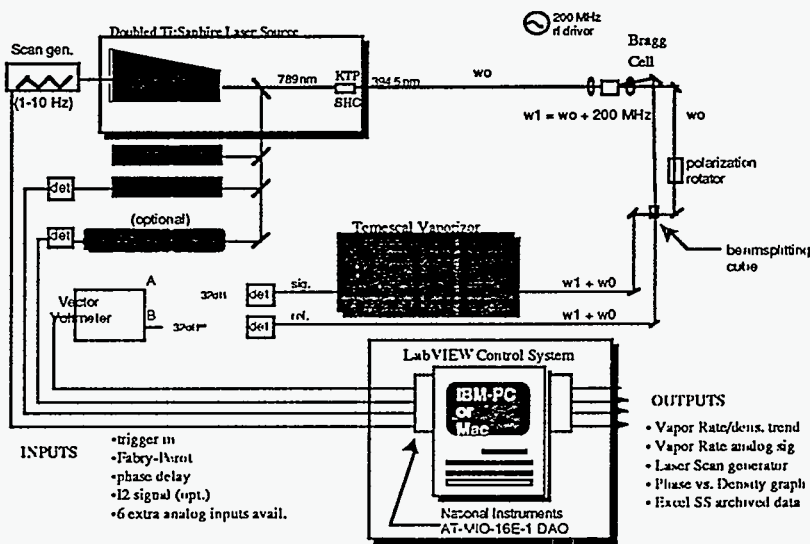 200 MHz
rf driver
Doubled Ti:Saphire Laser Source
Scan gen.
Bragg
Cell
789nm
KTP
SHC
394.5nm
wo
(1-10 Hz)
w1 = wo + 200 MHz
wo
polarization
rotator
det
(optional)
det
Temescal Vaporizor
beamsplitting
cube
A
Vector
Voltmeter
B
det
sig.
w1 + w0
det
ref.
w1 + w0
LabVIEW Control System
IBM-PC
or
Mac
OUTPUTS
• Vapor Rate/dens. trend
• Vapor Rate analog sig
• Laser Scan generator
• Phase vs. Density graph
• Excel SS archived data
INPUTS
•trigger in
•Fabry-Perot
•phase delay
•I2 signal (opt.)
•6 extra analog inputs avail.
National Instruments
AT-MIO-16E-1 DAQ